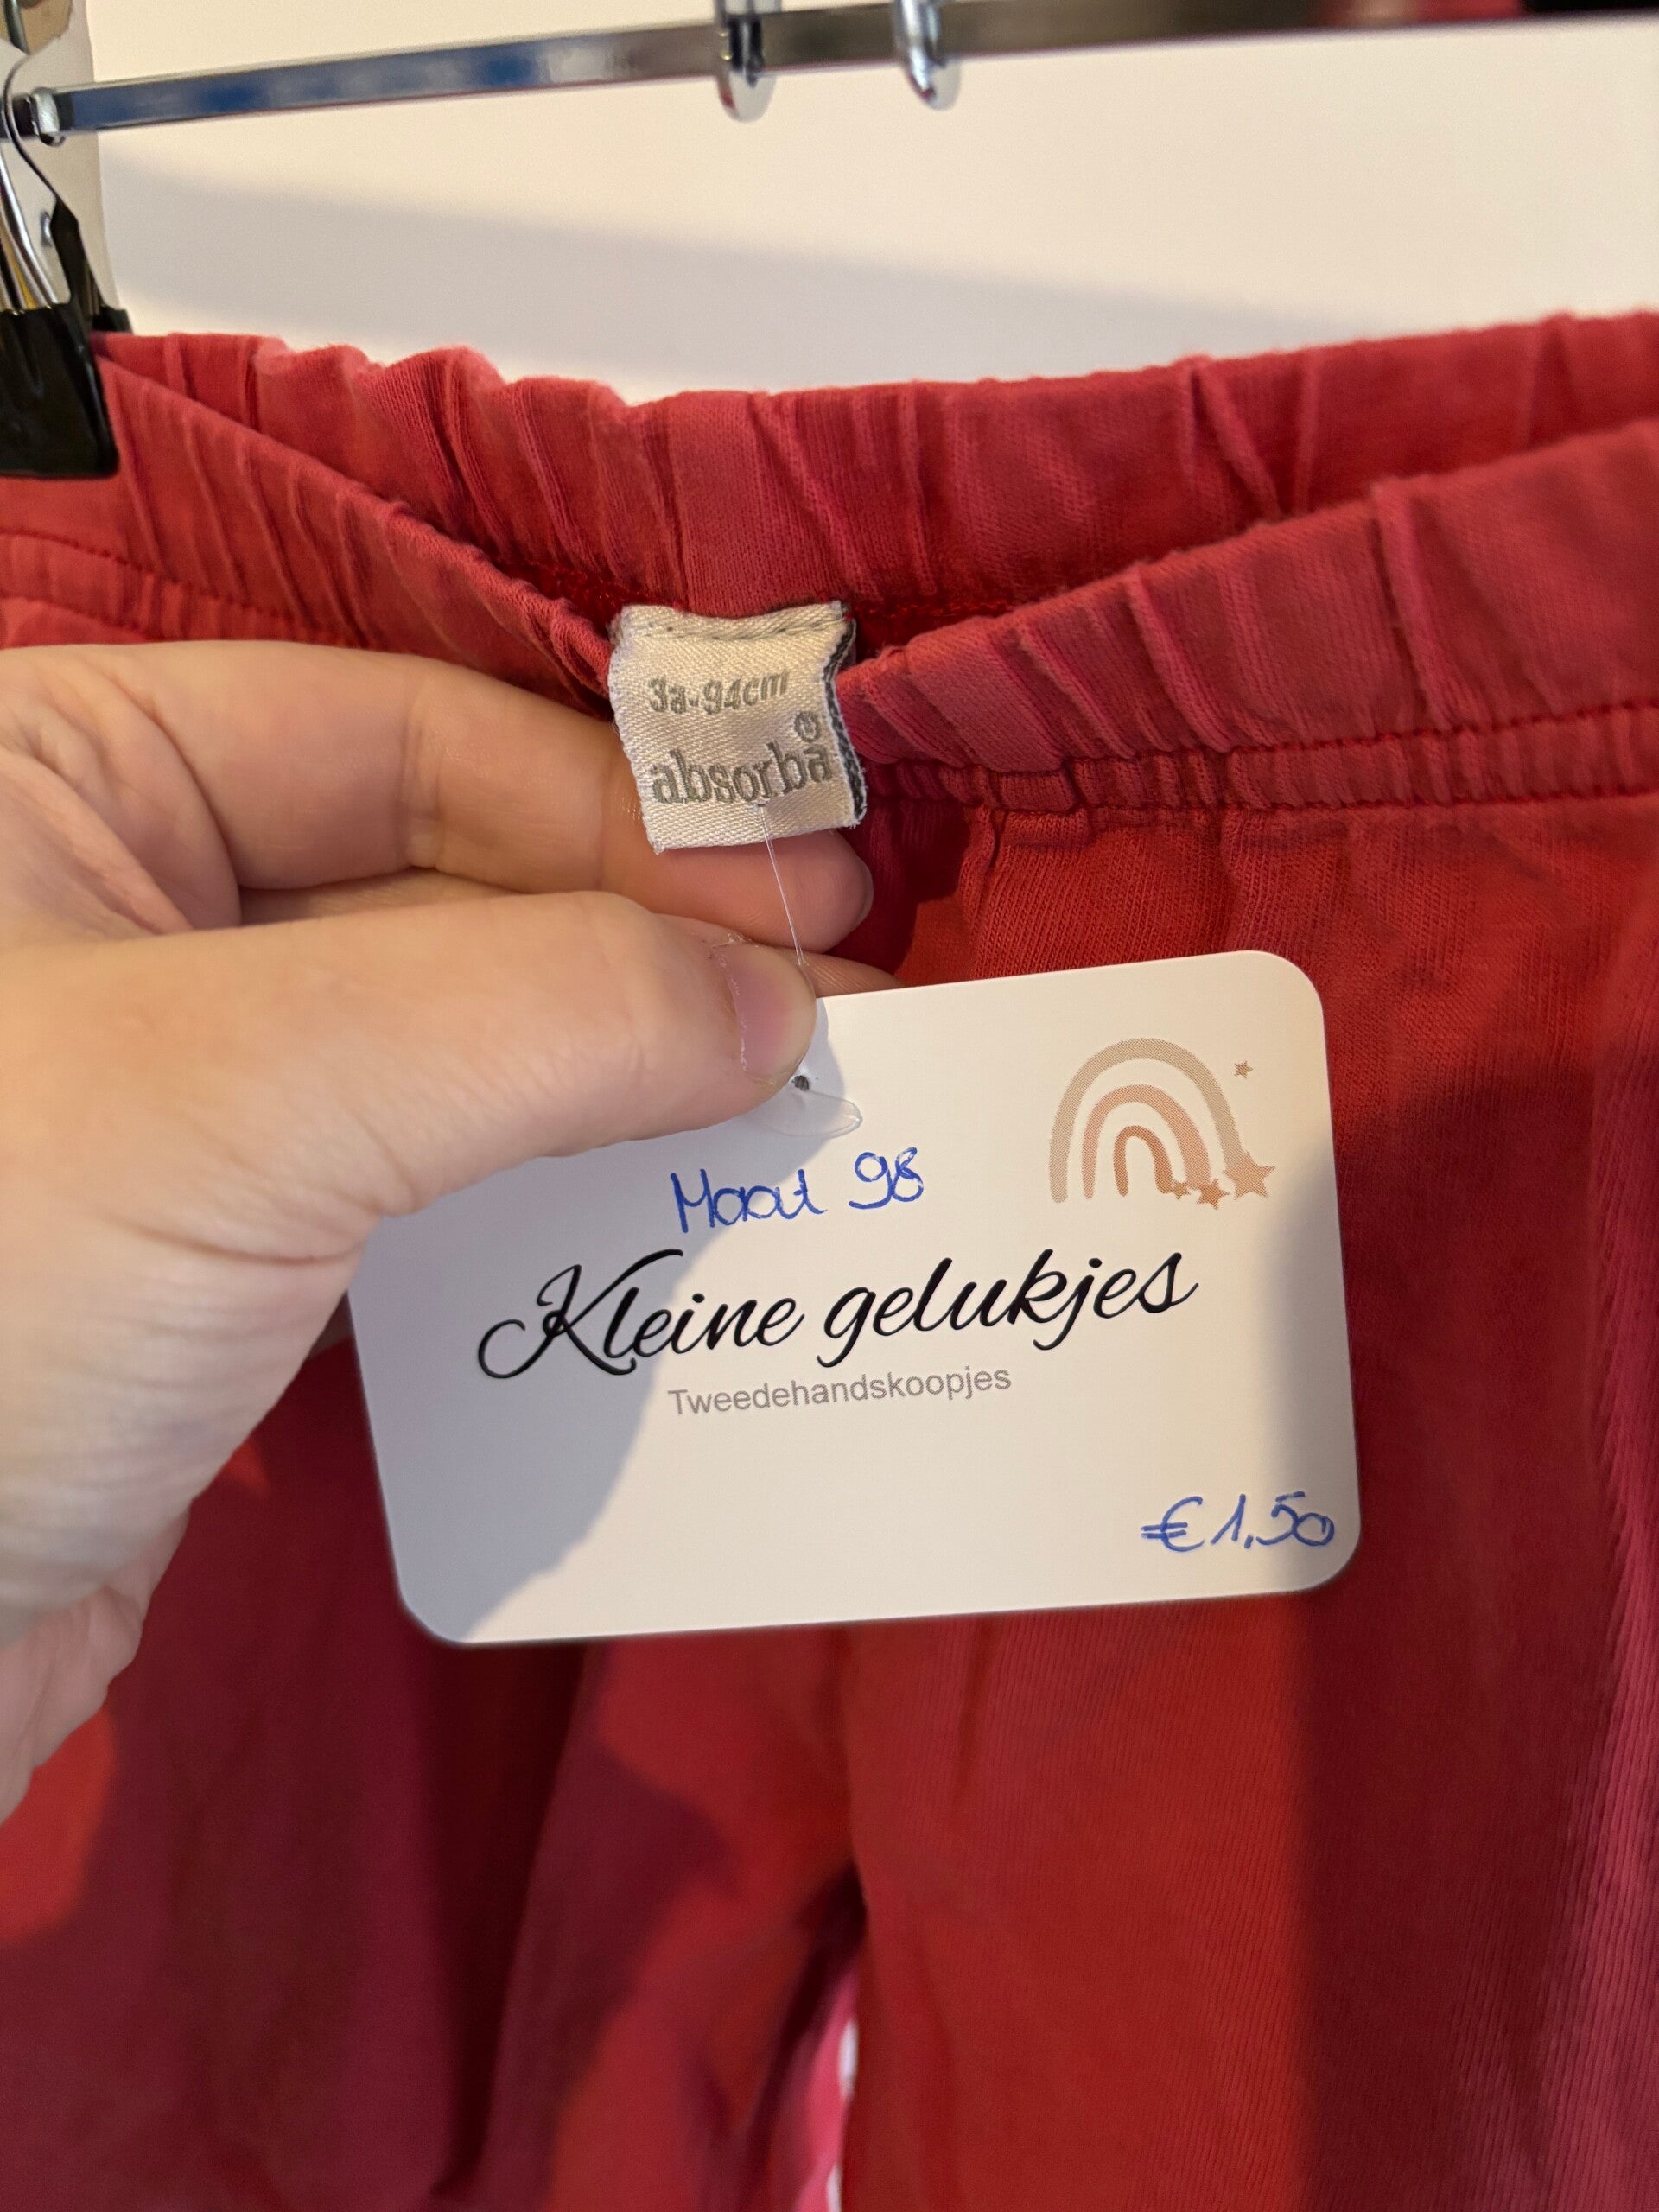 3a-94cm
absorba
Maat 98
Kleine gelukjes
Tweedehandskoopjes
€1,50